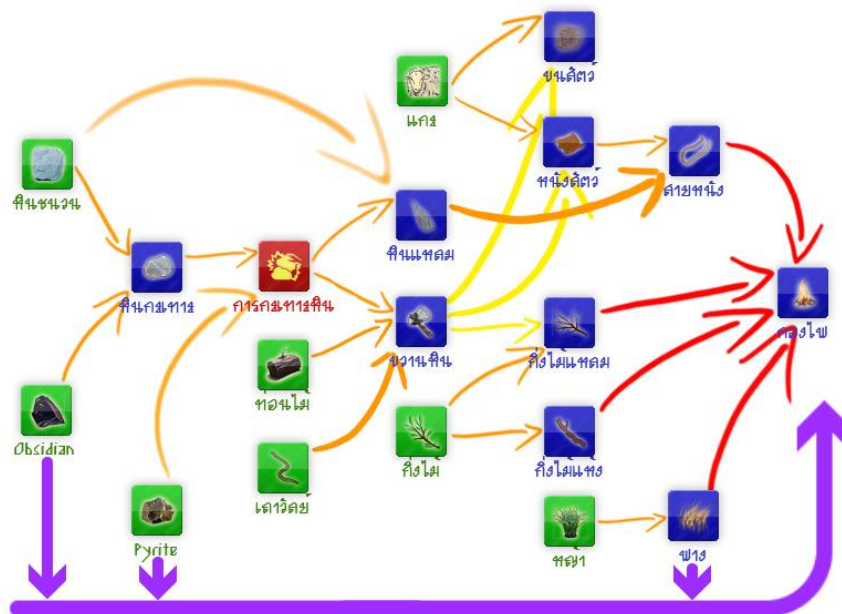 ขนสัตว์
แกะ
หนังสัตว์
สายหนัง
หินชนวน
หินแหลม
หินกะเทาะ
การกะเทาะหิน
ขวานหิน
กิ่งไม้แหลม
กองไฟ
ท่อนไม้
Obsidian
กิ่งไม้
กิ่งไม้แห้ง
เถาวัลย์
Pyrite
หญ้า
ฟาง